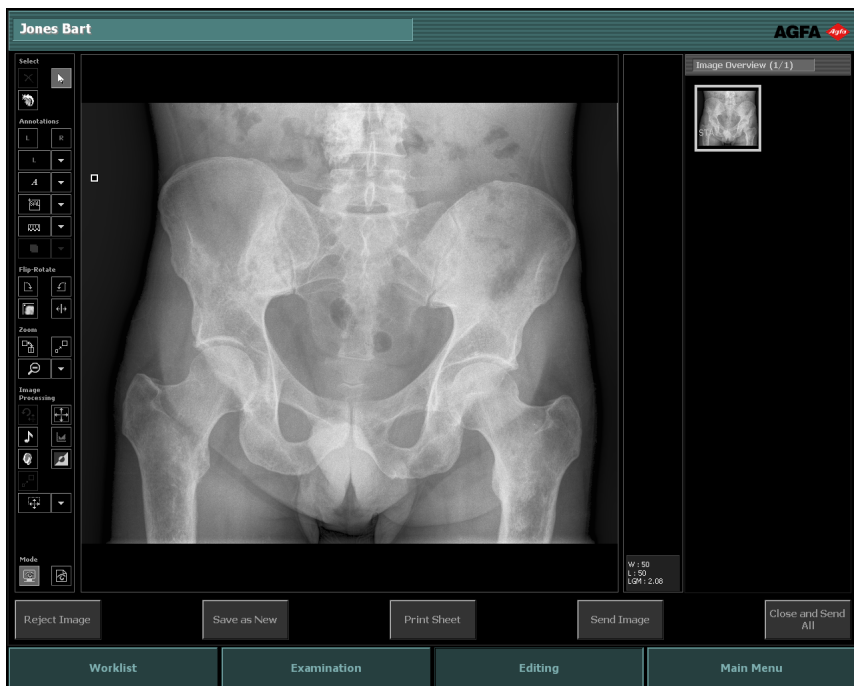 Jones Bart
AGFA
Agfa
Select
Image Overview (1/1)
Annotations
L R
L
A
Flip-Rotate
Zoom
Image
Processing
Mode
W : 50
L : 50
LGM : 2.08
Reject Image
Save as New
Print Sheet
Send Image
Close and Send
All
Worklist
Examination
Editing
Main Menu